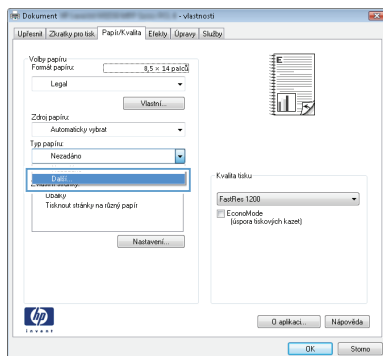 Dokument - vlastnosti
Upřesnit Zkratky pro tisk Papír/Kvalita Efekty Úpravy Služby
Volby papíru
Formát papíru: 8,5 × 14 palců
Legal
Vlastní...
Zdroj papíru:
Automaticky vybrat
Typ papíru:
Nezadáno
Další...
Obálky
Tisknout stránky na různý papír
Nastavení...
E
Kvalita tisku
FastRes 1200
EconoMode
(úspora tiskových kazet)
hp
invent
O aplikaci...
Nápověda
OK
Storno